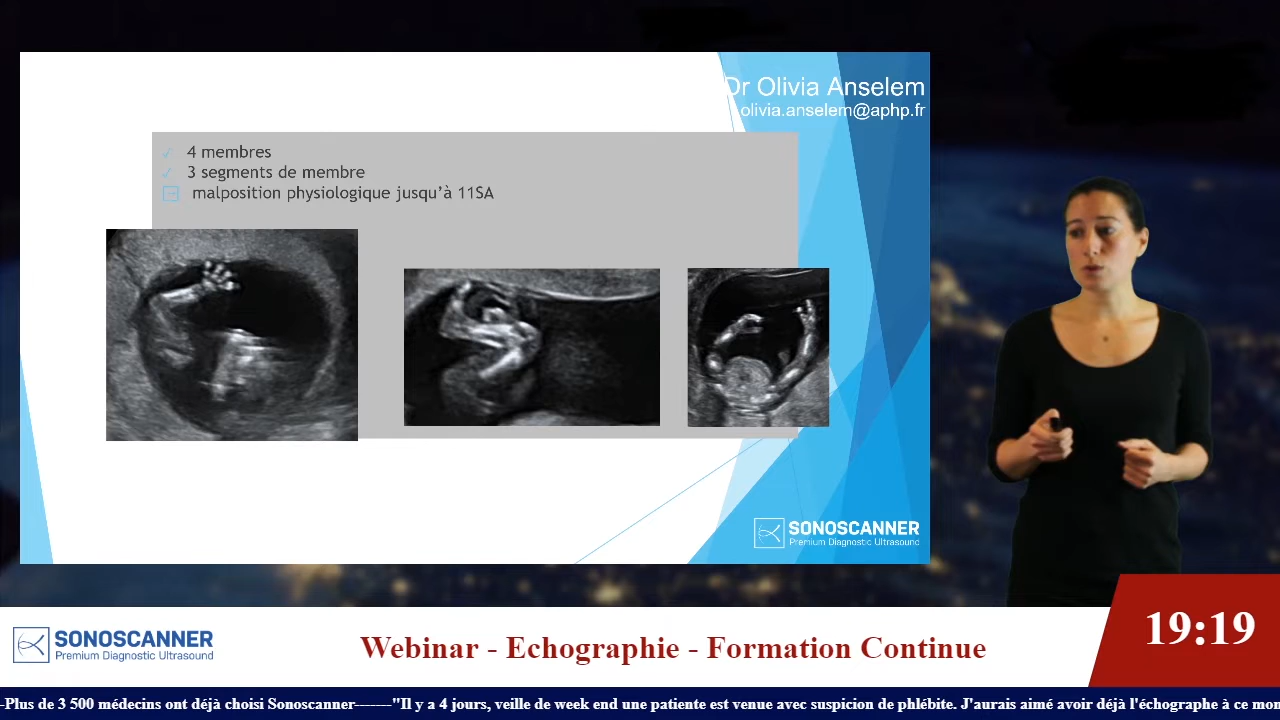 Dr Olivia Anselem
olivia.anselem@aphp.fr
4 membres
3 segments de membre
malposition physiologique jusqu'à 11SA
SONOSCANNER
Premium Diagnostic Ultrasound
19:19
SONOSCANNER
Premium Diagnostic Ultrasound
Webinar - Echographie - Formation Continue
-Plus de 3 500 médecins ont déjà choisi Sonoscanner-------"Il y a 4 jours, veille de week end une patiente est venue avec suspicion de phlébite. J'aurais aimé avoir déjà l'échographe à ce